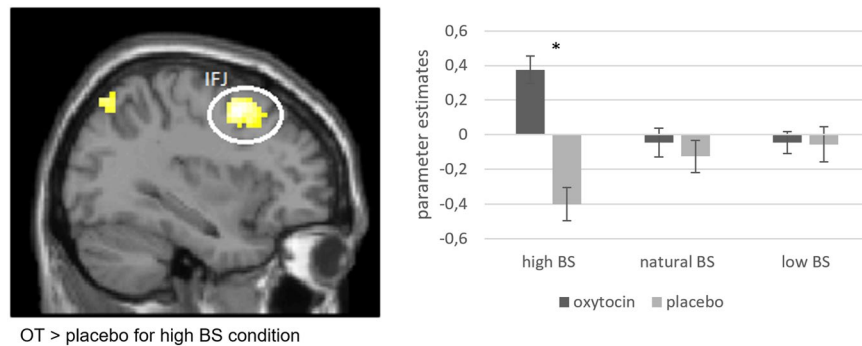 IFJ
OT > placebo for high BS condition
*
0,6
0,4
0,2
0
-0,2
-0,4
-0,6
parameter estimates
high BS natural BS low BS
oxytocin placebo